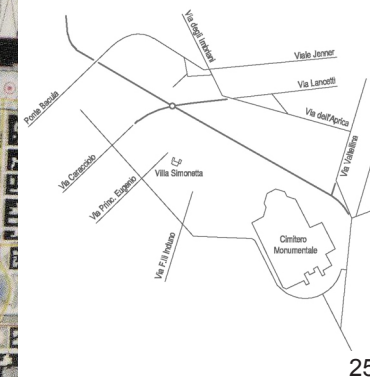 Via degli Imbriani
Viale Jenner
Via Lancetti
Ponte Bacula
Via dell'Aprica
Via Valtellina
Via Caracciolo
Villa Simonetta
Via Princ. Eugenio
Via F.lli Induno
Cimitero
Monumentale
25